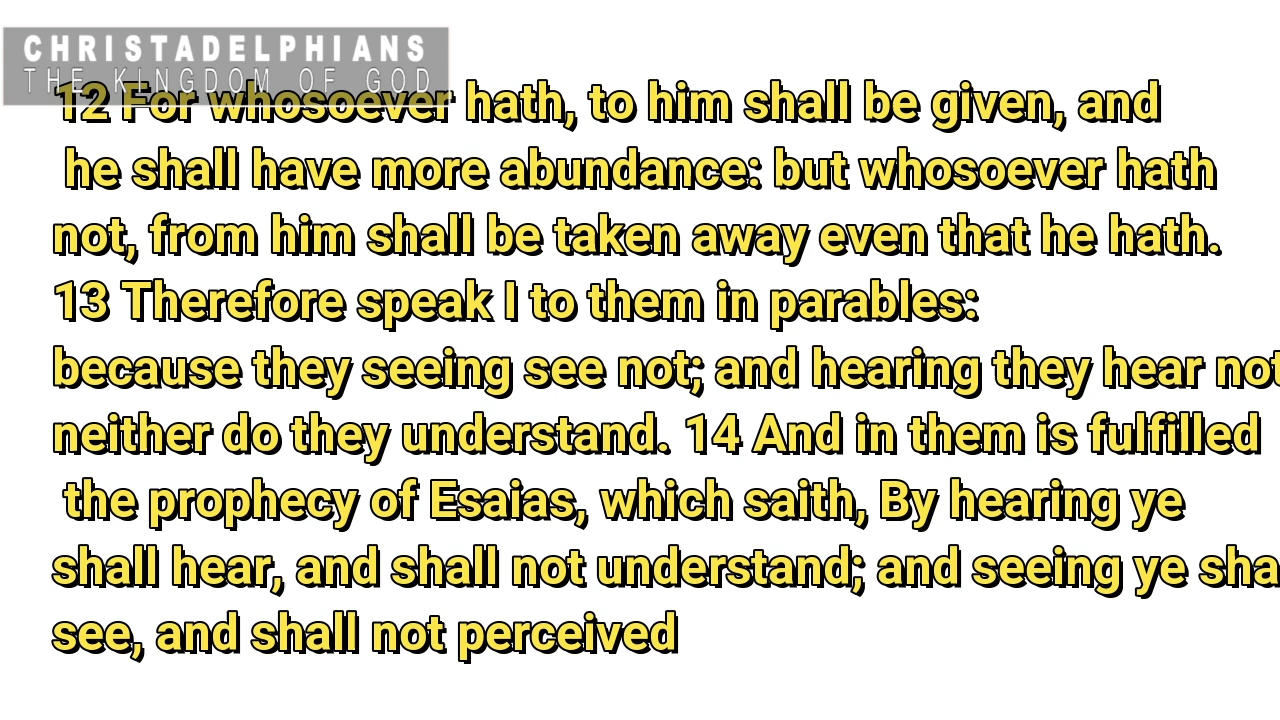 CHRISTADELPHIANS
THE KINGDOM OF GOD
12 For whosoever hath, to him shall be given, and
he shall have more abundance: but whosoever hath
not, from him shall be taken away even that he hath.
13 Therefore speak I to them in parables:
because they seeing see not; and hearing they hear not
neither do they understand. 14 And in them is fulfilled
the prophecy of Esaias, which saith, By hearing ye
shall hear, and shall not understand; and seeing ye sha
see, and shall not perceived